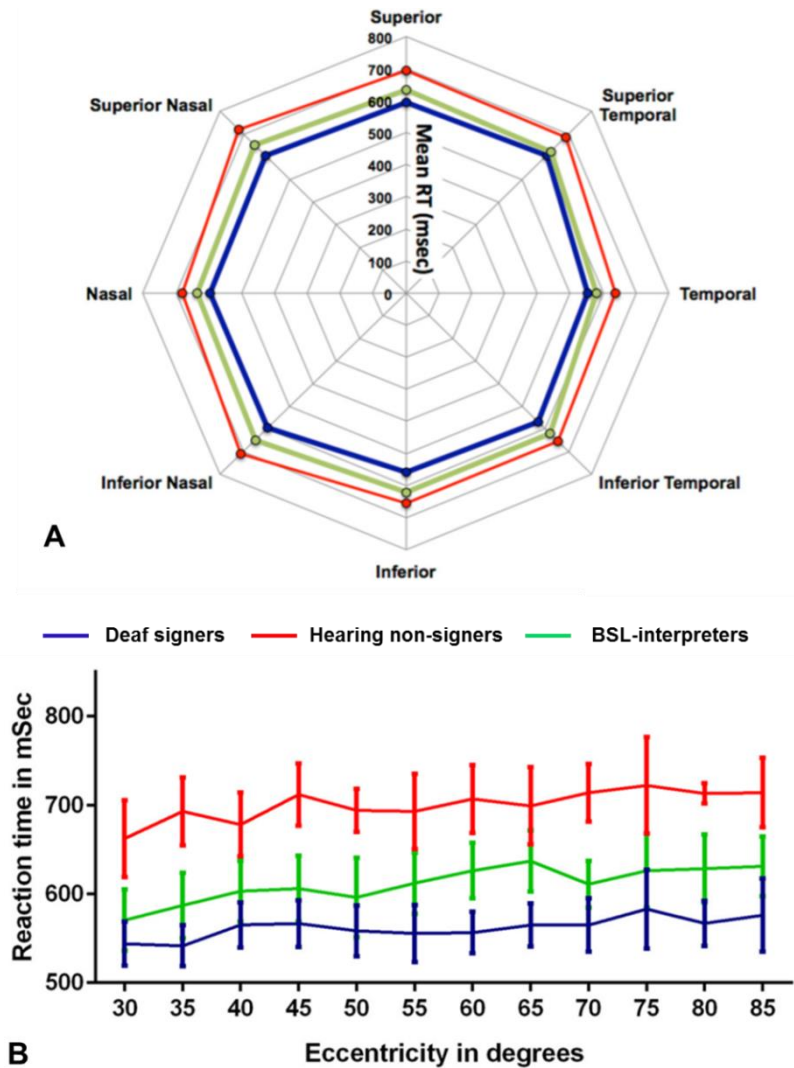 Superior
800
700
600
500
400
300
200
100
0
Mean RT (msec)
Superior Nasal
Superior
Temporal
Nasal
Temporal
Inferior Nasal
Inferior Temporal
Inferior
A
Deaf signers
Hearing non-signers
BSL-interpreters
Reaction time in mSec
800
700
600
500
30 35 40 45 50 55 60 65 70 75 80 85
Eccentricity in degrees
B